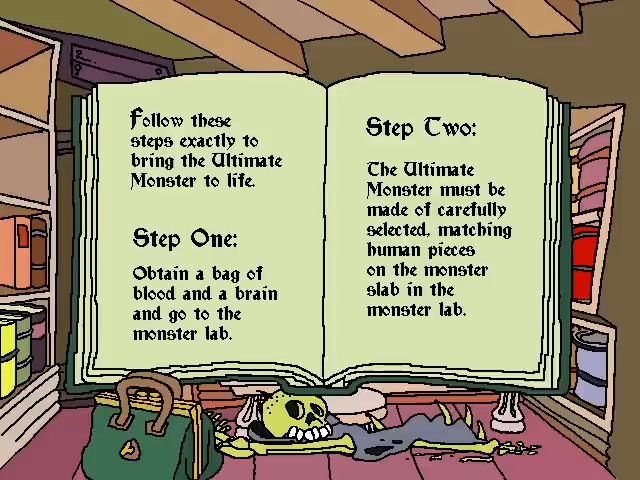 Follow these
steps exactly to
bring the Ultimate
Monster to life.
Step One:
Obtain a bag of
blood and a brain
and go to the
monster lab.
Step Two:
The Ultimate
Monster must be
made of carefully
selected, matching
human pieces
on the monster
slab in the
monster lab.